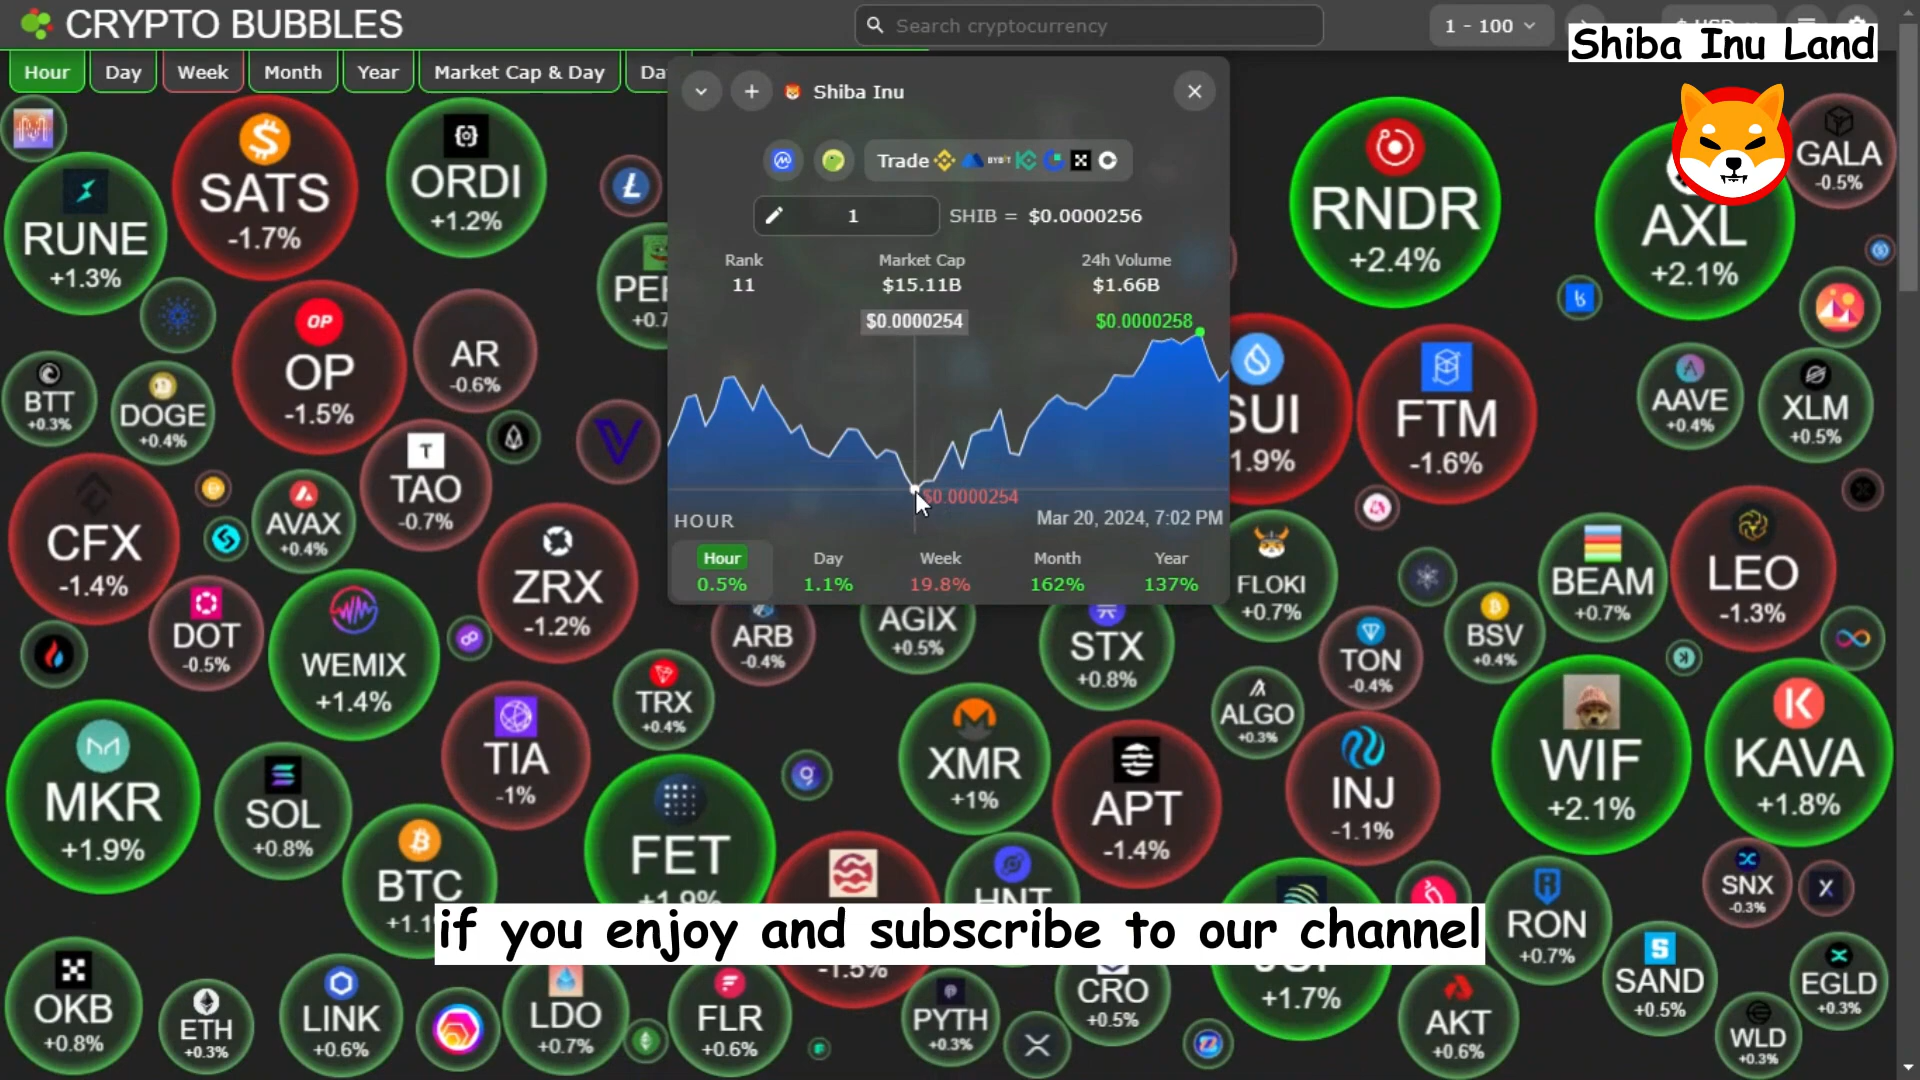 CRYPTO BUBBLES
Search cryptocurrency
1 - 100
Shiba Inu Land
Hour
Day
Week
Month
Year
Market Cap & Day
Shiba Inu
Trade
BYBIT
1
SHIB = $0.0000256
Rank
Market Cap
24h Volume
11
$15.11B
$1.66B
$0.0000254
$0.0000258
$0.0000254
HOUR
Mar 20, 2024, 7:02 PM
Hour
Day
Week
Month
Year
0.5%
1.1%
19.8%
162%
137%
RUNE
+1.3%
SATS
-1.7%
ORDI
+1.2%
RNDR
+2.4%
AXL
+2.1%
GALA
-0.5%
OP
OP
-1.5%
AR
-0.6%
BTT
+0.3%
DOGE
+0.4%
FTM
-1.6%
AAVE
+0.4%
XLM
+0.5%
T
TAO
-0.7%
CFX
-1.4%
AVAX
+0.4%
ZRX
-1.2%
FLOKI
+0.7%
BEAM
+0.7%
LEO
-1.3%
DOT
-0.5%
WEMIX
+1.4%
ARB
-0.4%
AGIX
+0.5%
STX
+0.8%
TON
-0.4%
BSV
+0.4%
TRX
+0.4%
ALGO
+0.3%
MKR
+1.9%
SOL
+0.8%
TIA
-1%
XMR
+1%
APT
-1.4%
INJ
-1.1%
WIF
+2.1%
KAVA
+1.8%
BTC
FET
+1.9%
HNT
SNX
-0.3%
RON
+0.7%
if you enjoy and subscribe to our channel
-1.5%
+1.7%
OKB
+0.8%
ETH
+0.3%
LINK
+0.6%
LDO
+0.7%
FLR
+0.6%
PYTH
+0.3%
CRO
+0.5%
AKT
+0.6%
SAND
+0.5%
EGLD
+0.3%
WLD
+0.3%